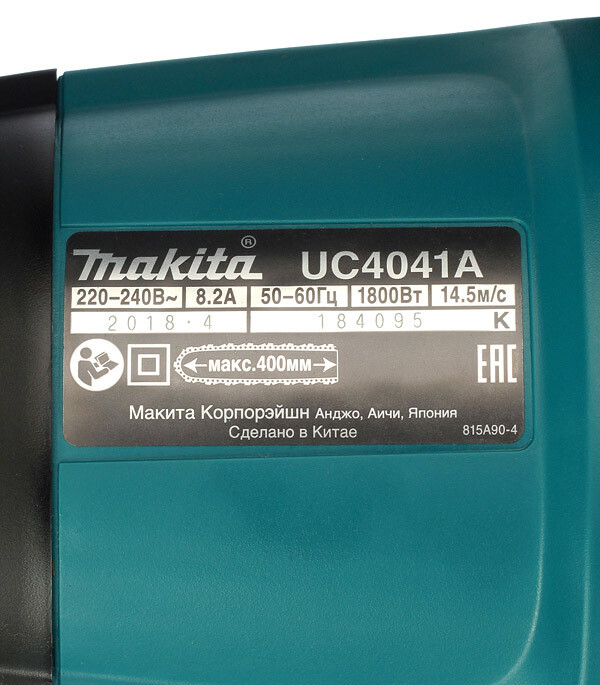 makita® UC4041A
220–240В~ 8.2А 50–60Гц 1800Вт 14.5м/с
2018.4 184095 K
макс.400мм EAC
Макита Корпорэйшн Анджо, Аичи, Япония
Сделано в Китае 815A90-4